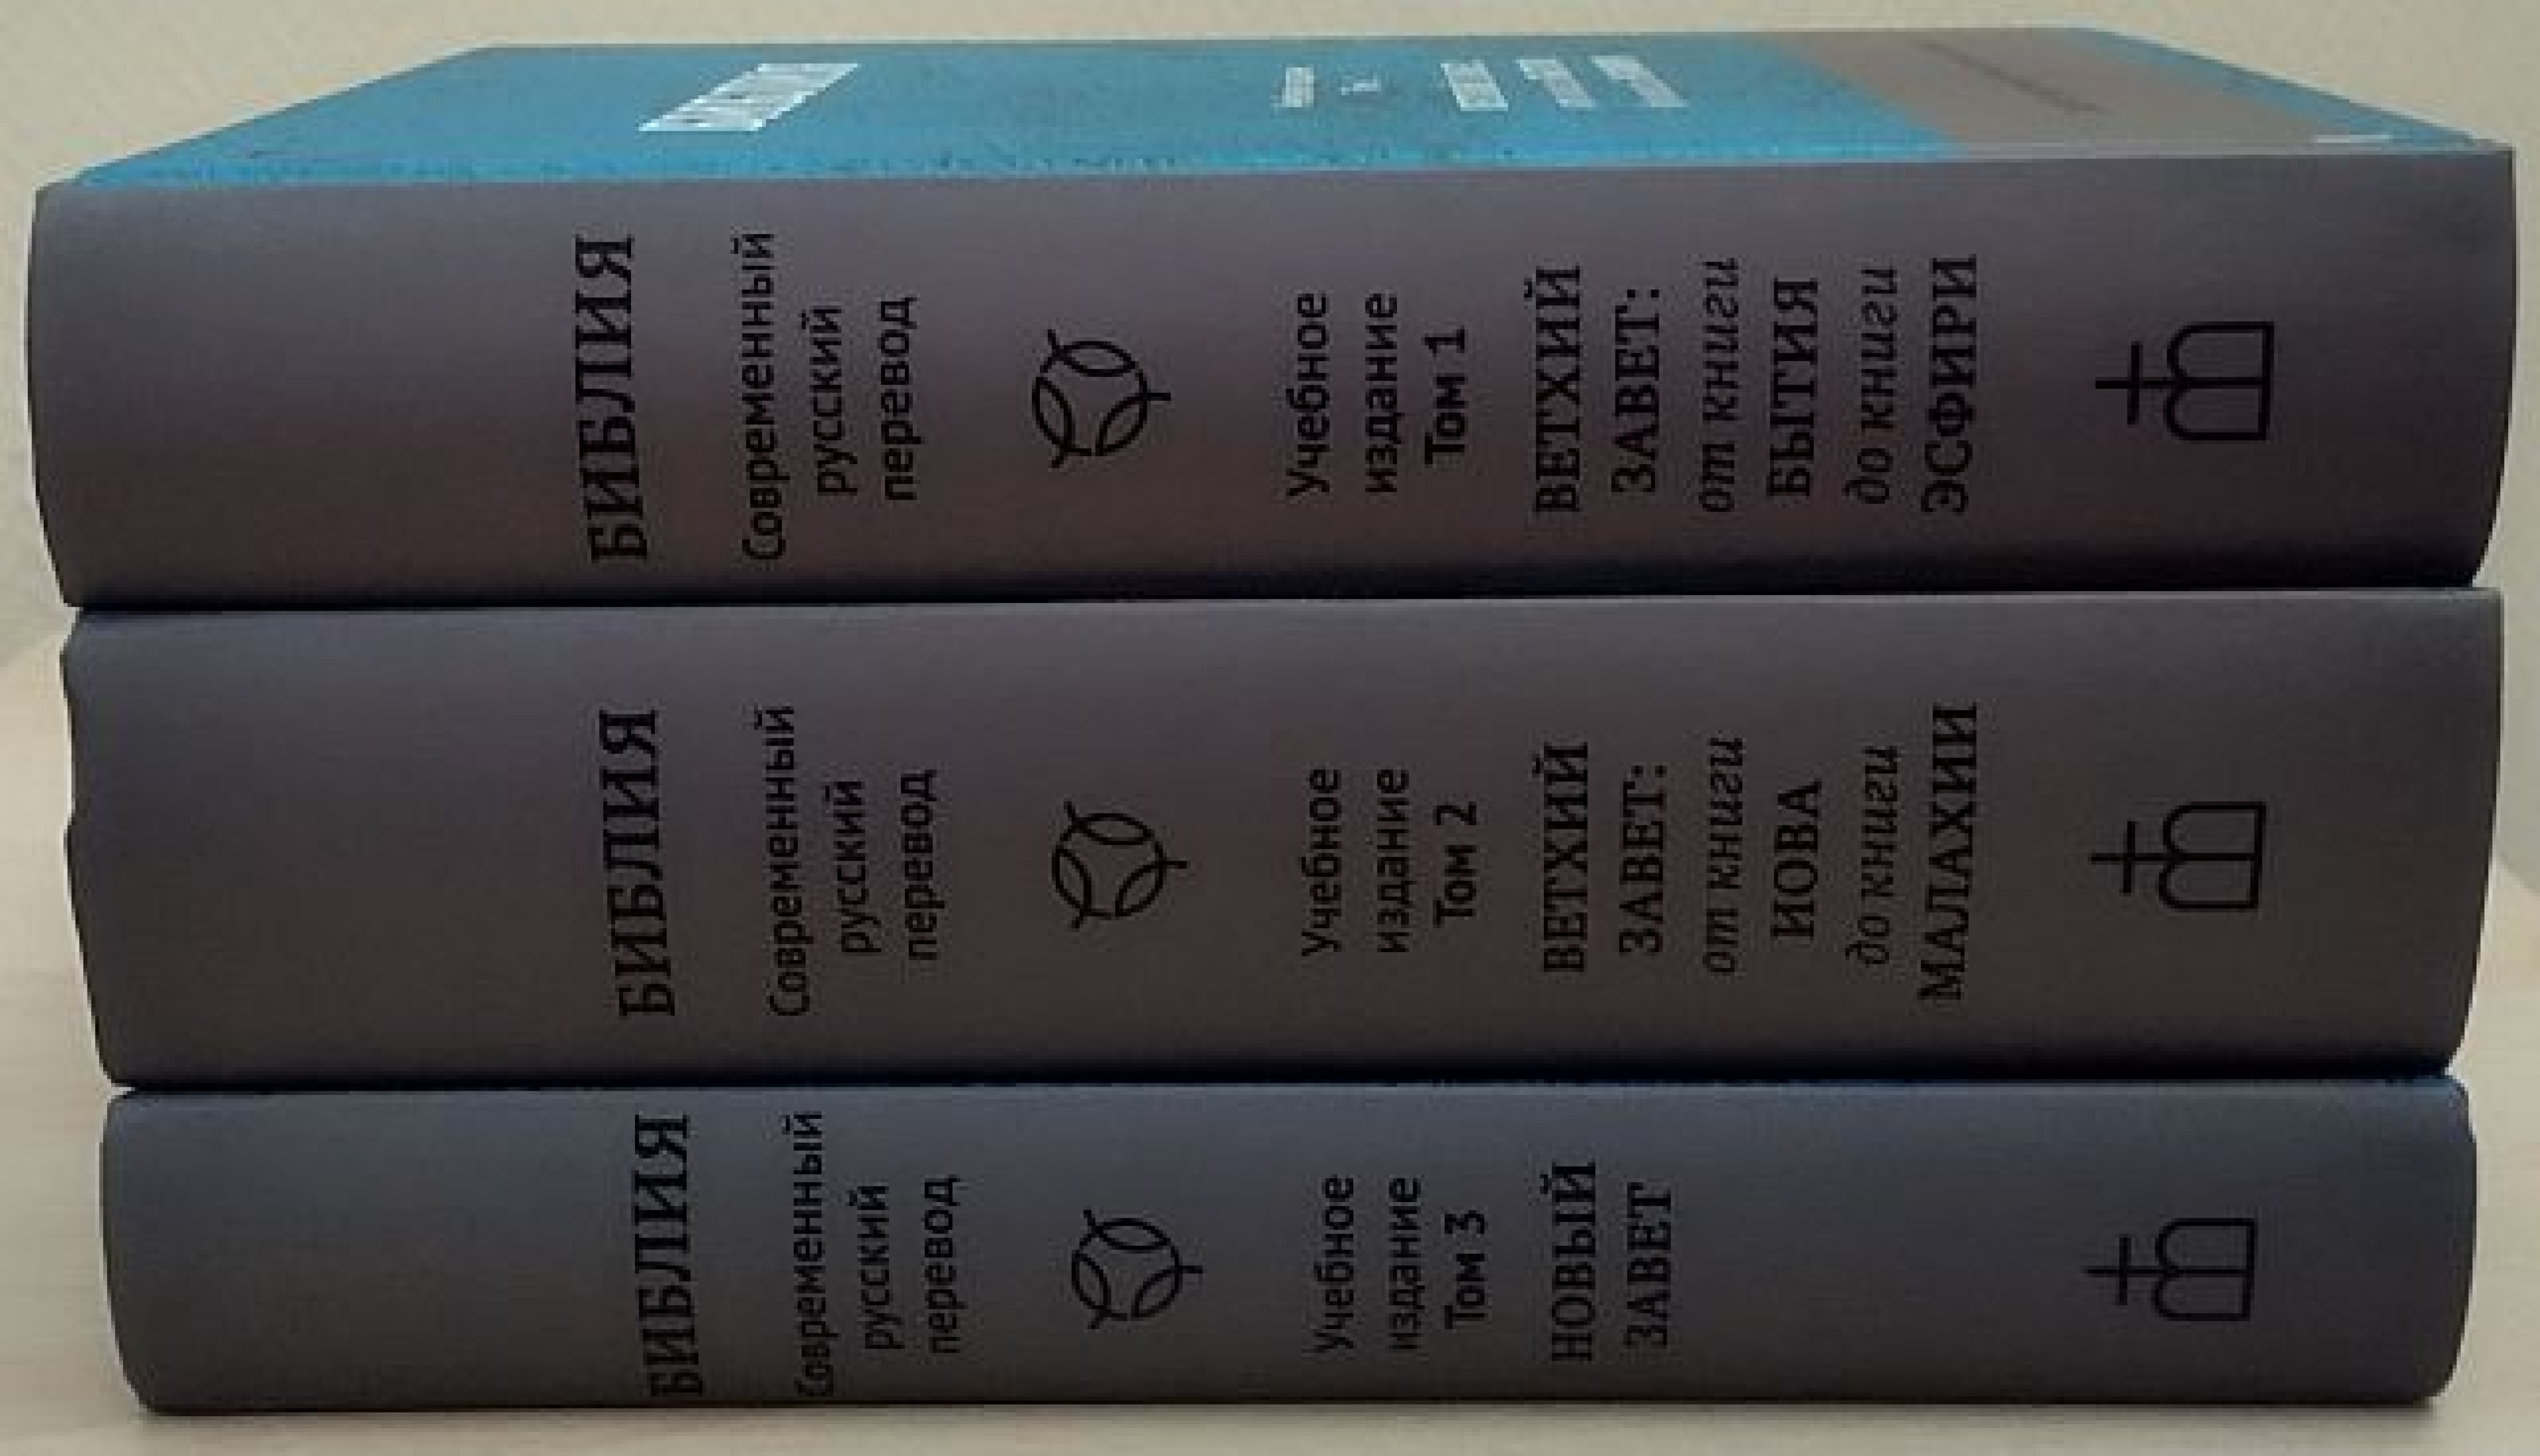 БИБЛИЯ
Современный
русский
перевод
Учебное
издание
Том 1
ВЕТХИЙ
ЗАВЕТ:
от книги
БЫТИЯ
до книги
ЭСФИРИ
БИБЛИЯ
Современный
русский
перевод
Учебное
издание
Том 2
ВЕТХИЙ
ЗАВЕТ:
от книги
ИОВА
до книги
МАЛАХИИ
БИБЛИЯ
Современный
русский
перевод
Учебное
издание
Том 3
НОВЫЙ
ЗАВЕТ